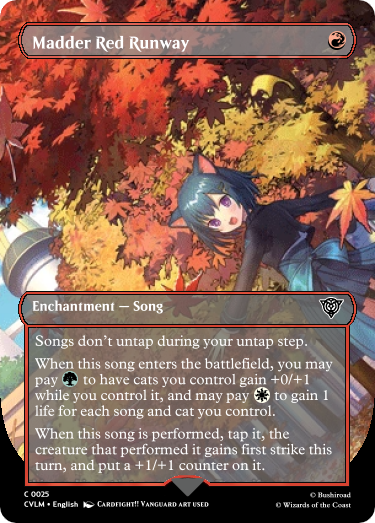 Madder Red Runway
Enchantment — Song
Songs don't untap during your untap step.
When this song enters the battlefield, you may
pay to have cats you control gain +0/+1
while you control it, and may pay to gain 1
life for each song and cat you control.
When this song is performed, tap it, the
creature that performed it gains first strike this
turn, and put a +1/+1 counter on it.
C 0025
CVLM • English CARDFIGHT!! VANGUARD ART USED
© Bushiroad
© Wizards of the Coast